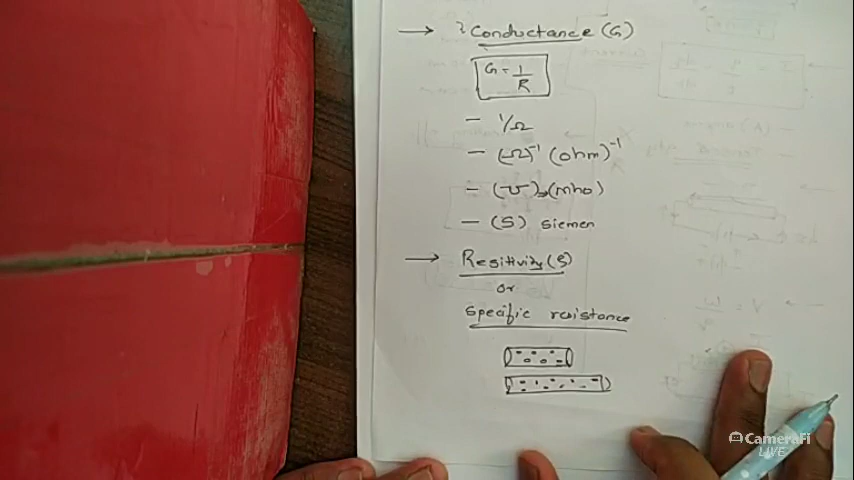 → Conductance (G)
G = 1/R
- 1/Ω
- (Ω)⁻¹ (ohm)⁻¹
- (℧) (mho)
- (S) siemen
→ Resitivity (ρ)
or
specific resistance
CameraFi
LIVE